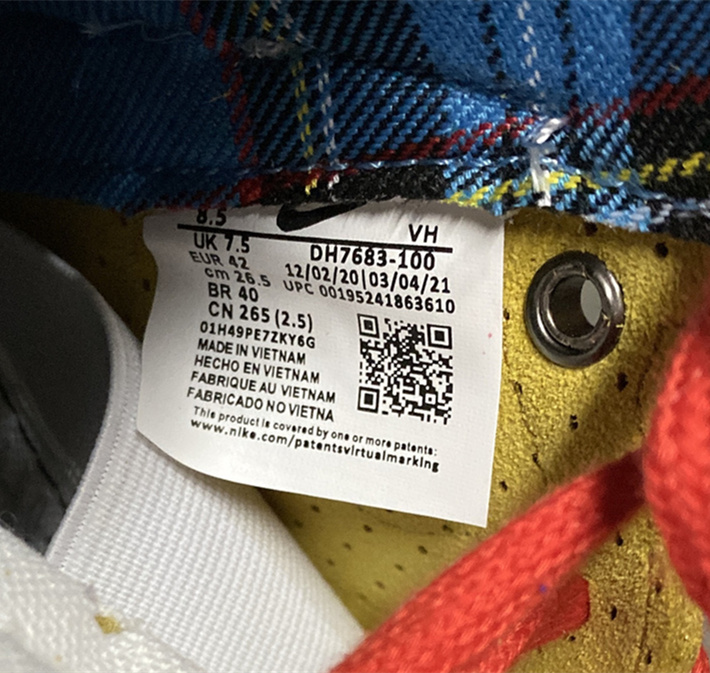 8.5
VH
UK 7.5
DH7683-100
EUR 42
12/02/20|03/04/21
cm 26.5
UPC 00195241863610
BR 40
CN 265 (2.5)
01H49PE7ZKY6G
MADE IN VIETNAM
HECHO EN VIETNAM
FABRIQUE AU VIETNAM
FABRICADO NO VIETNA
This product is covered by one or more patents:
www.nike.com/patentsvirtualmarking